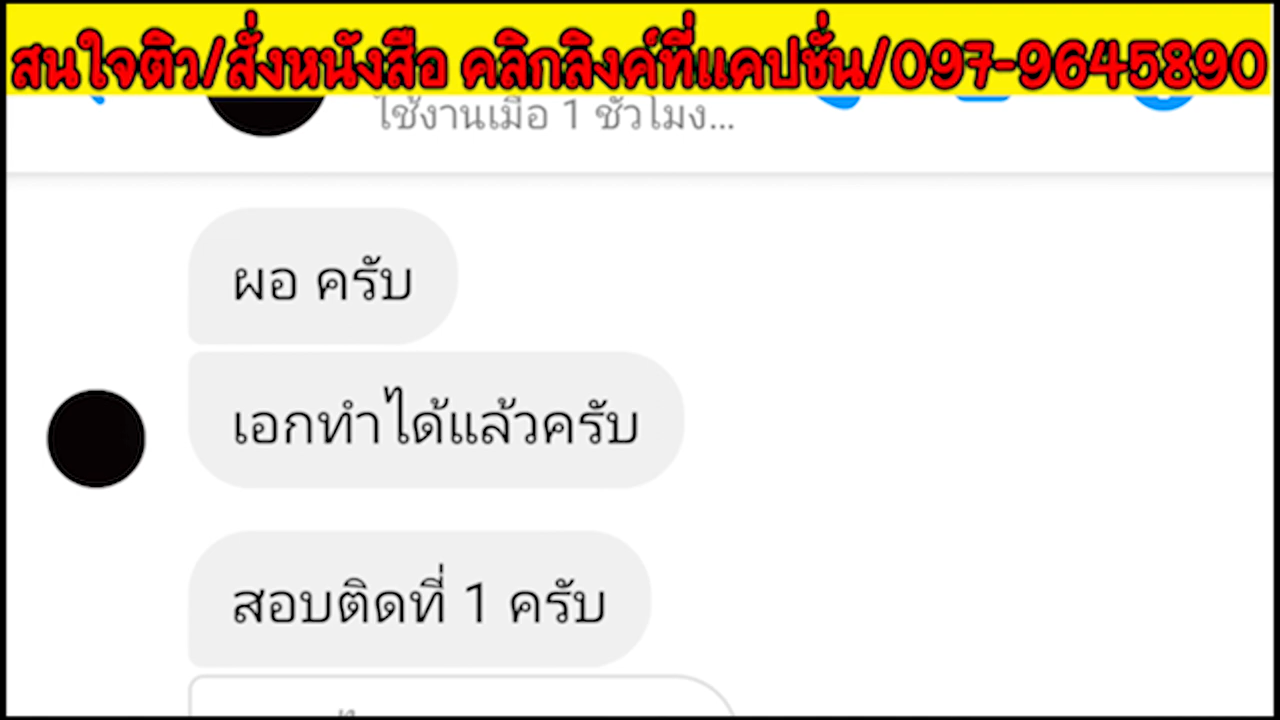 สนใจติว/สั่งหนังสือ คลิกลิงค์ที่แคปชั่น/097-9645890
ใช้งานเมื่อ 1 ชั่วโมง...
ผอ ครับ
เอกทำได้แล้วครับ
สอบติดที่ 1 ครับ